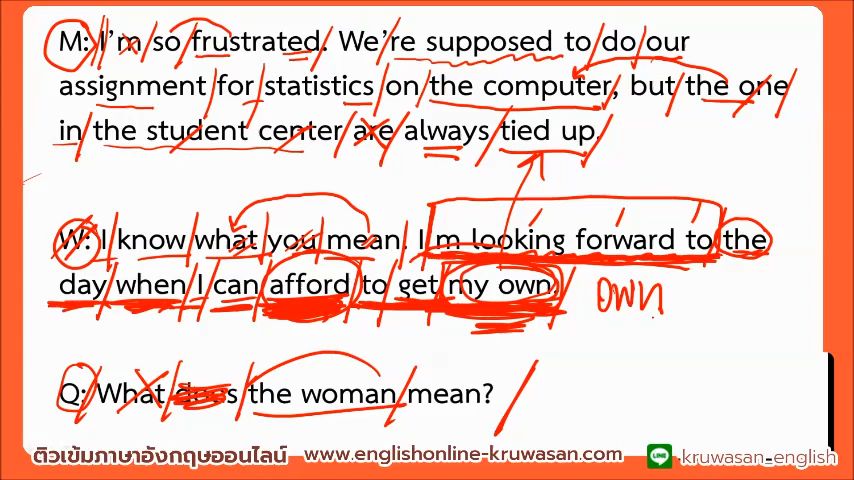 M: I'm so frustrated. We're supposed to do our
assignment for statistics on the computer, but the one
in the student center are always tied up.
W: I know what you mean. I'm looking forward to the
day when I can afford to get my own.
own
Q: What does the woman mean?
ติวเข้มภาษาอังกฤษออนไลน์ www.englishonline-kruwasan.com LINE kruwasan_english